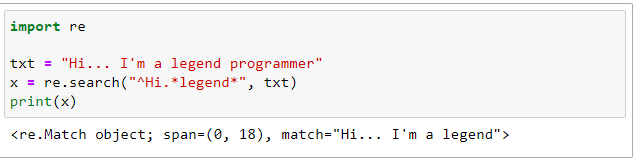 import re
txt = "Hi... I'm a legend programmer"
x = re.search("^Hi.*legend*", txt)
print(x)
<re.Match object; span=(0, 18), match="Hi... I'm a legend">